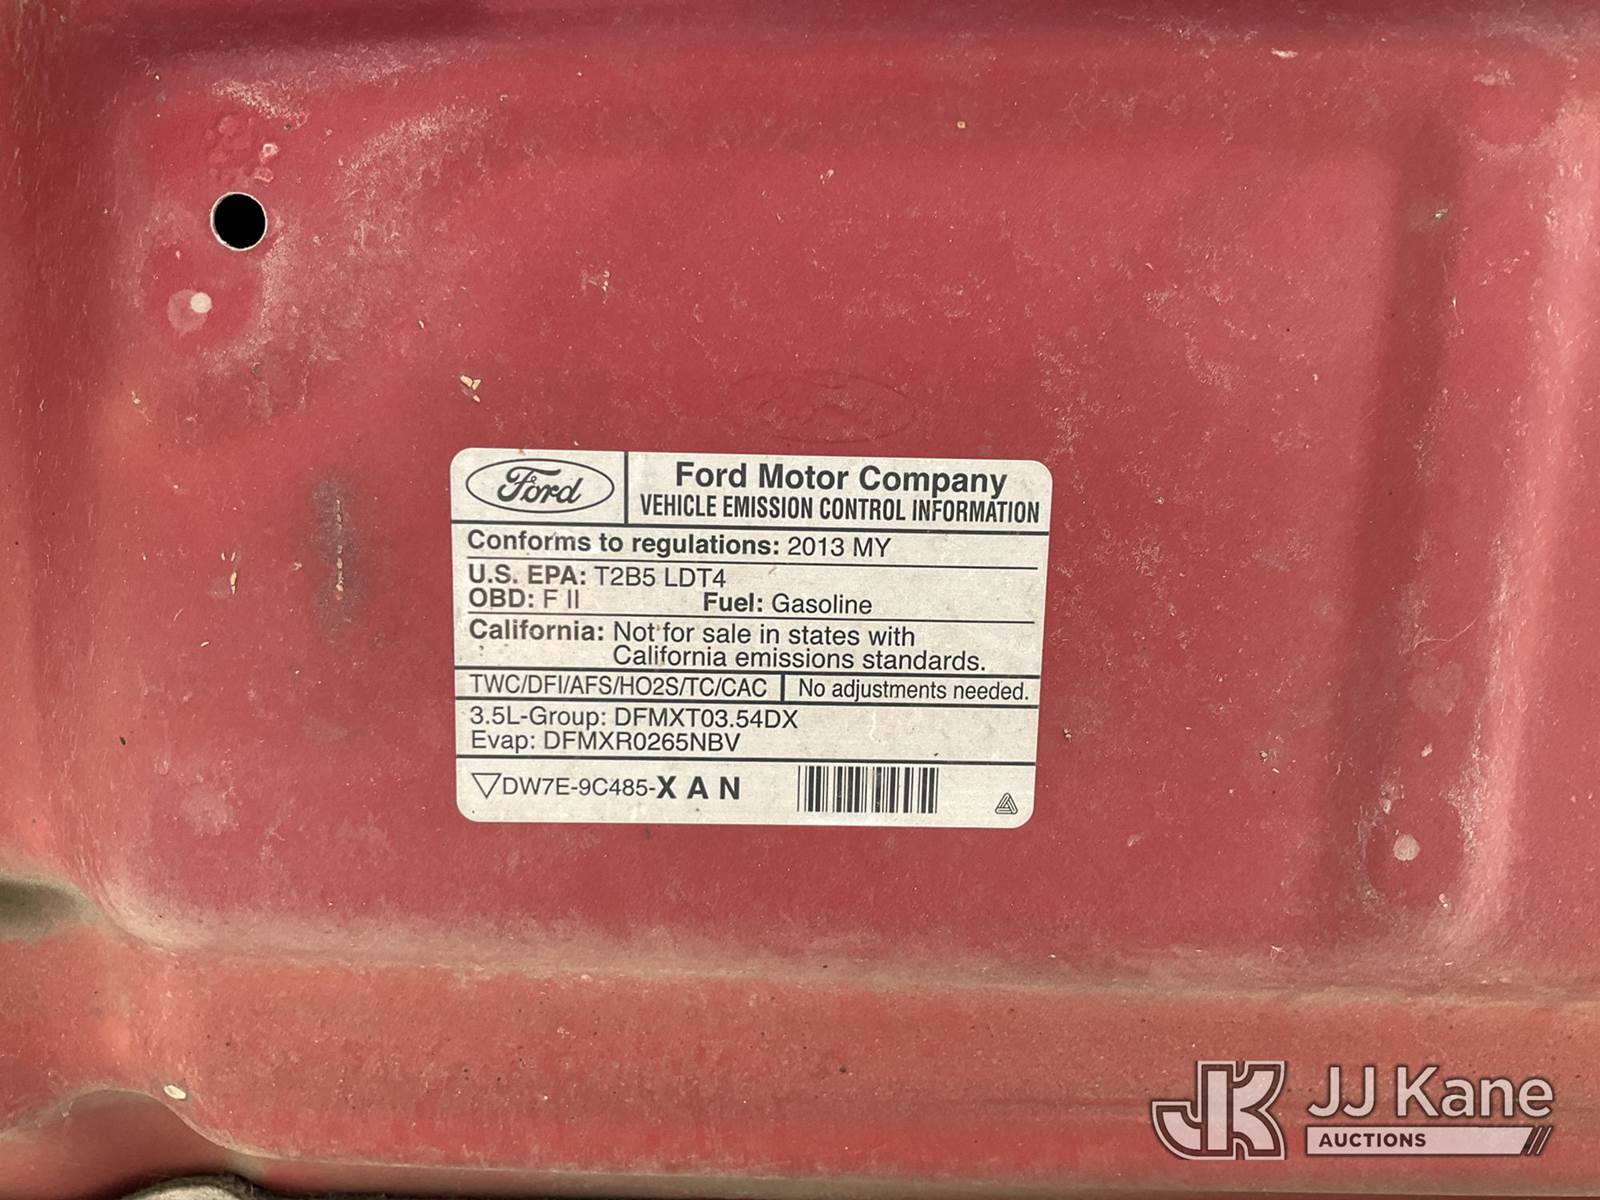 Ford
Ford Motor Company
VEHICLE EMISSION CONTROL INFORMATION
Conforms to regulations: 2013 MY
U.S. EPA: T2B5 LDT4
OBD: F II Fuel: Gasoline
California: Not for sale in states with
California emissions standards.
TWC/DFI/AFS/HO2S/TC/CAC No adjustments needed.
3.5L-Group: DFMXT03.54DX
Evap: DFMXR0265NBV
DW7E-9C485-X A N
JK JJ Kane
AUCTIONS